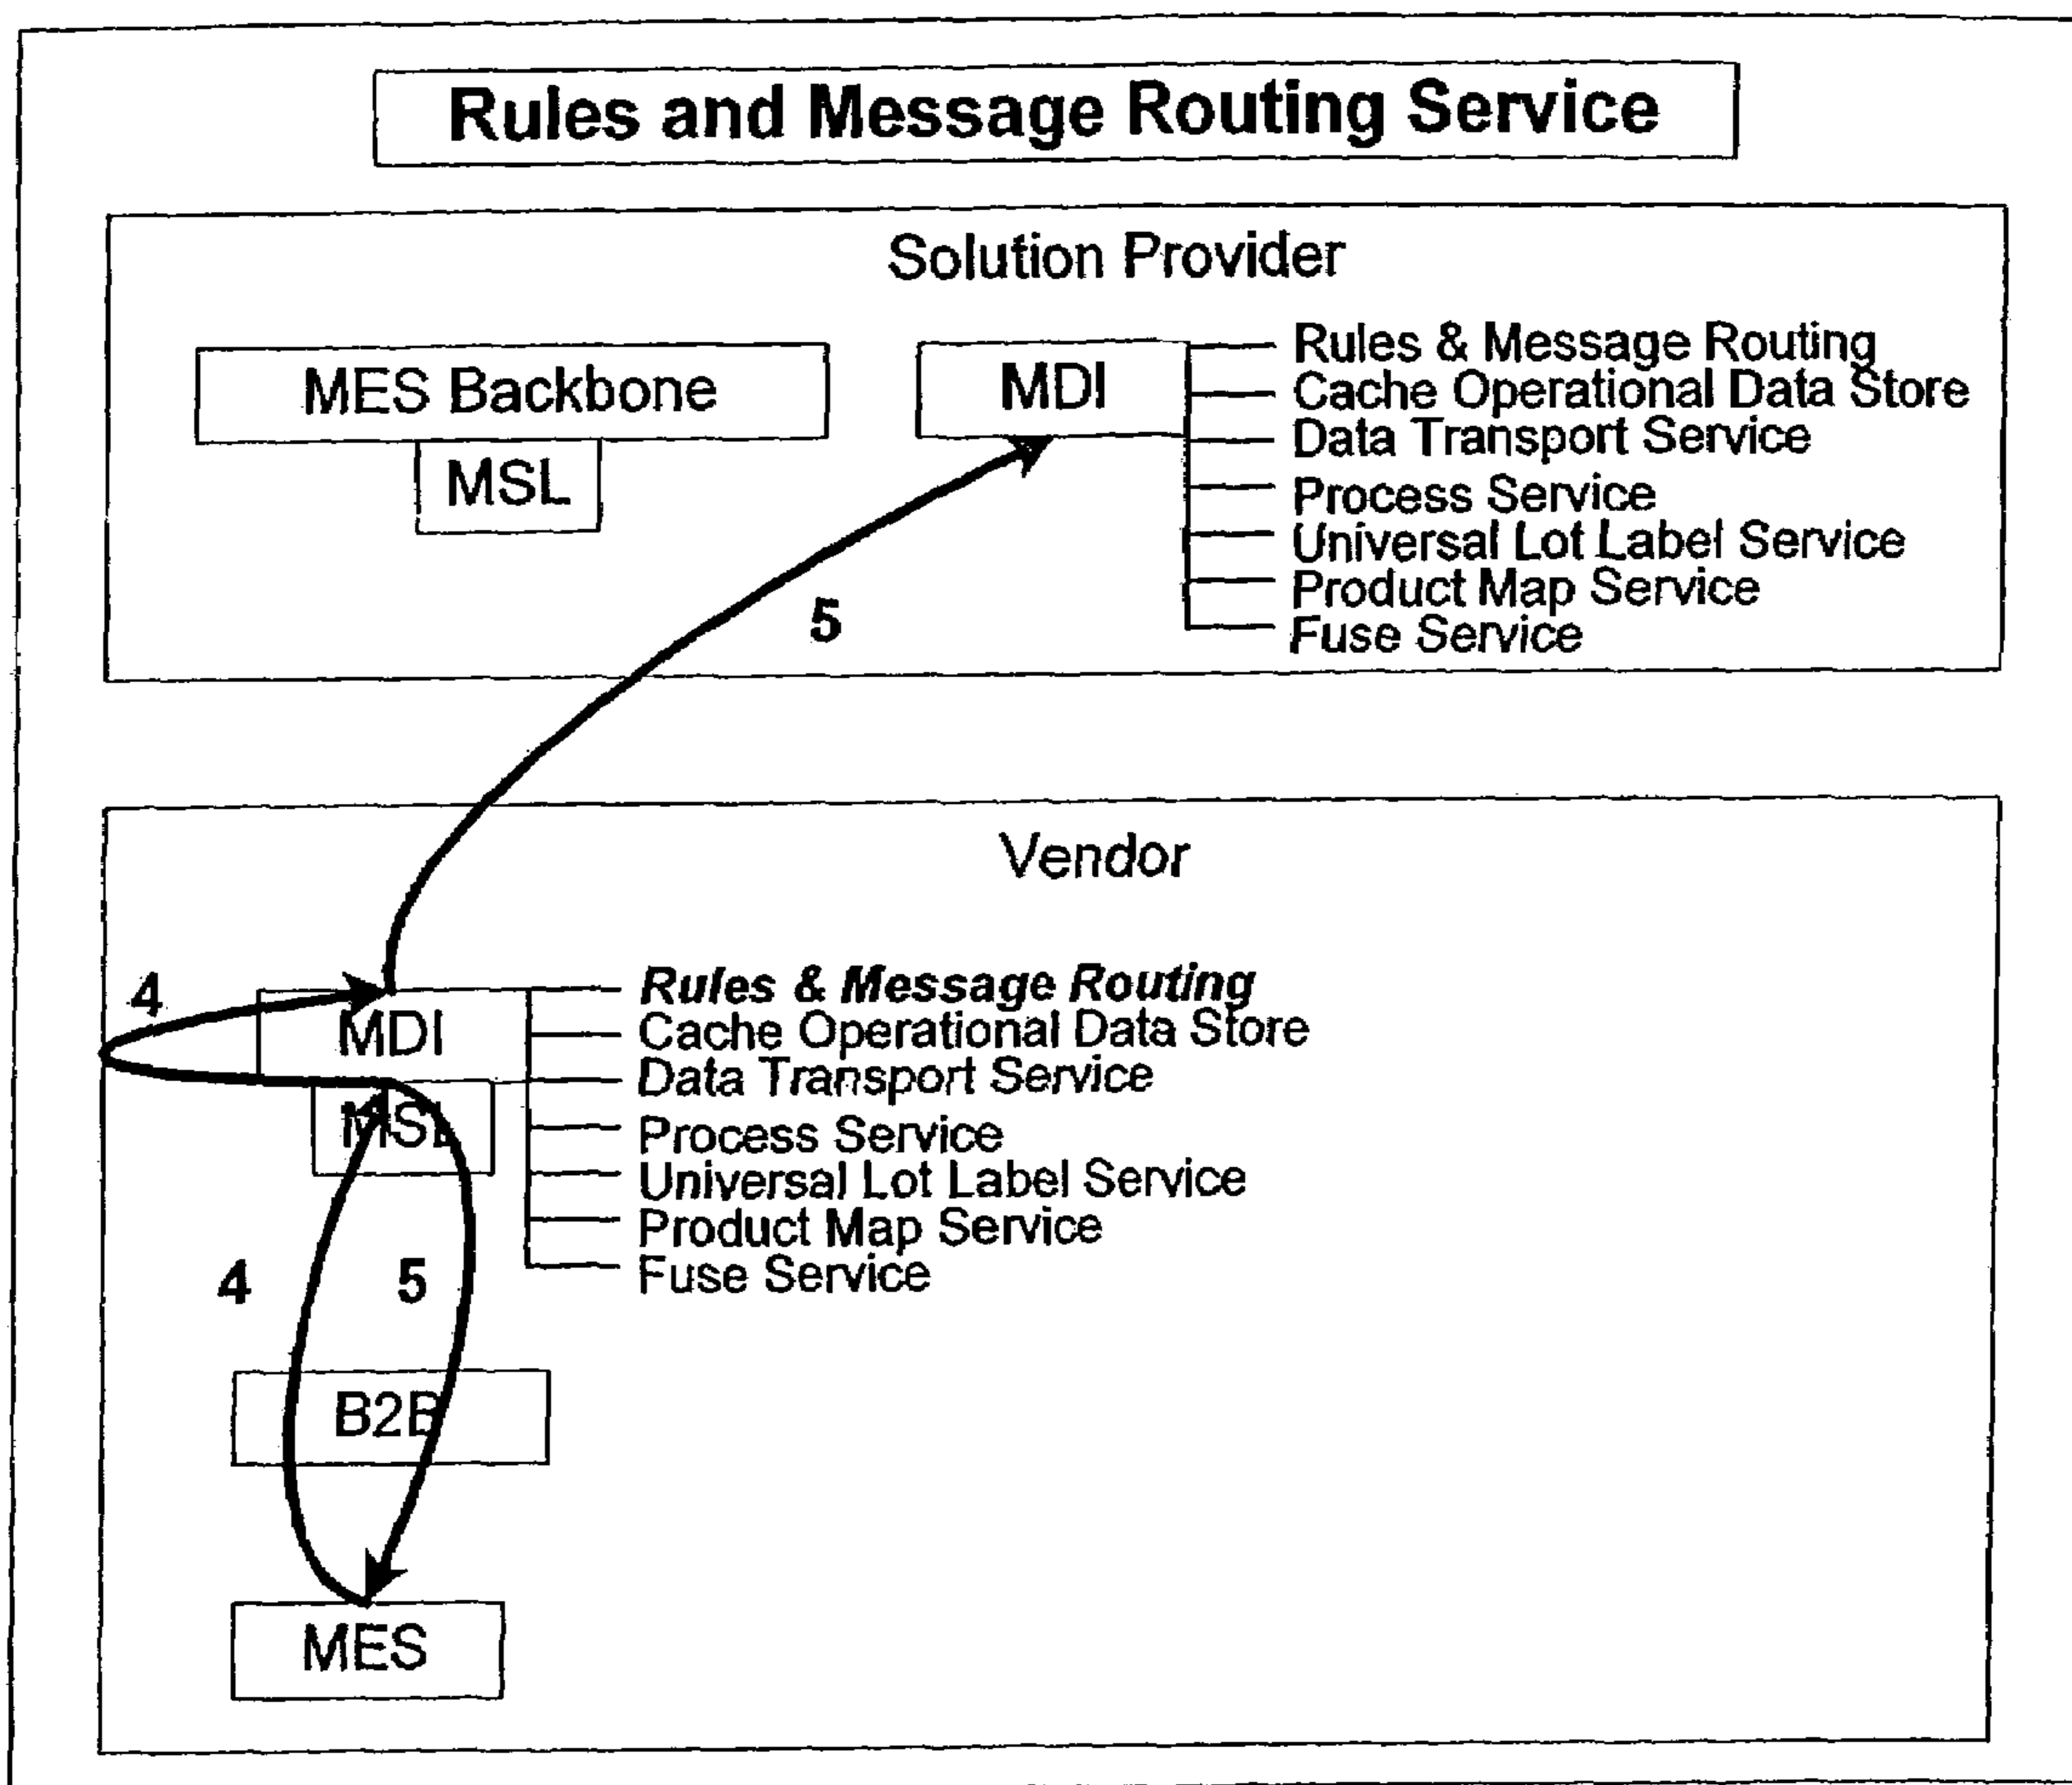 Rules and Message Routing Service
Solution Provider
MES Backbone
MSL
MDI
Rules & Message Routing
Cache Operational Data Store
Data Transport Service
Process Service
Universal Lot Label Service
Product Map Service
Fuse Service
5
Vendor
4
MDI
MSL
Rules & Message Routing
Cache Operational Data Store
Data Transport Service
Process Service
Universal Lot Label Service
Product Map Service
Fuse Service
4
5
B2B
MES